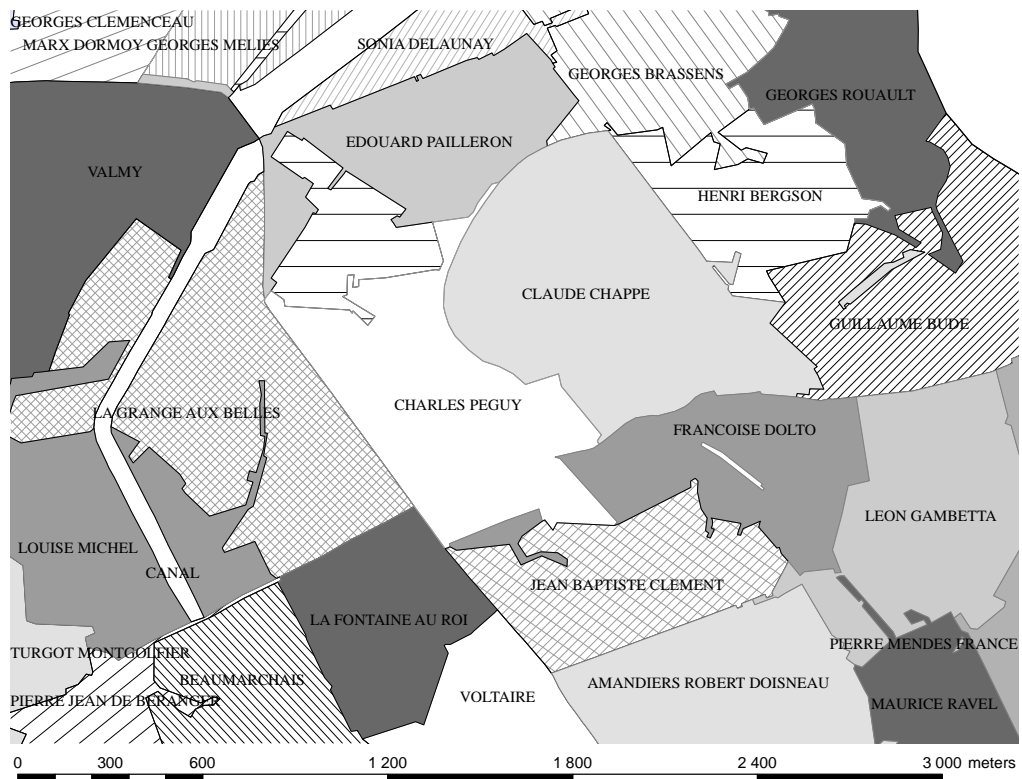 GEORGES CLEMENCEAU
MARX DORMOY GEORGES MELIES
SONIA DELAUNAY
GEORGES BRASSENS
GEORGES ROUAULT
EDOUARD PAILLERON
VALMY
HENRI BERGSON
CLAUDE CHAPPE
GUILLAUME BUDE
CHARLES PEGUY
LA GRANGE AUX BELLES
FRANCOISE DOLTO
LEON GAMBETTA
LOUISE MICHEL
CANAL
JEAN BAPTISTE CLEMENT
LA FONTAINE AU ROI
PIERRE MENDES FRANCE
TURGOT MONTGOLFIER
BEAUMARCHAIS
AMANDIERS ROBERT DOISNEAU
VOLTAIRE
PIERRE JEAN DE BERANGER
MAURICE RAVEL
0 300 600 1 200 1 800 2 400 3 000 meters